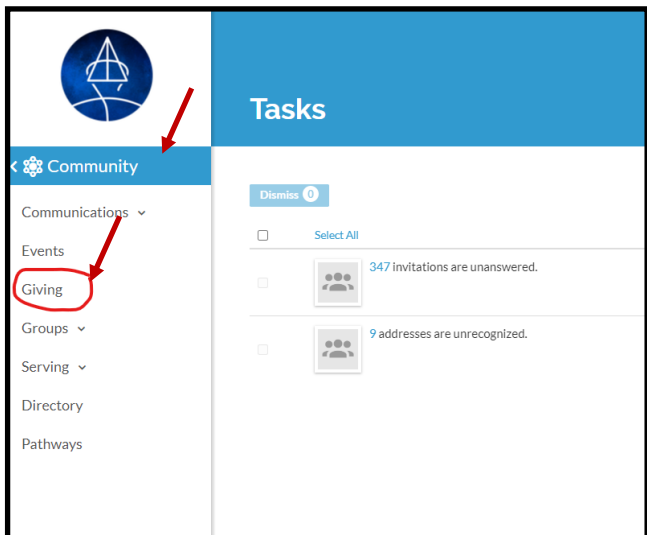 Tasks
Community
Communications
Events
Giving
Groups
Serving
Directory
Pathways
Dismiss 0
Select All
347 invitations are unanswered.
9 addresses are unrecognized.